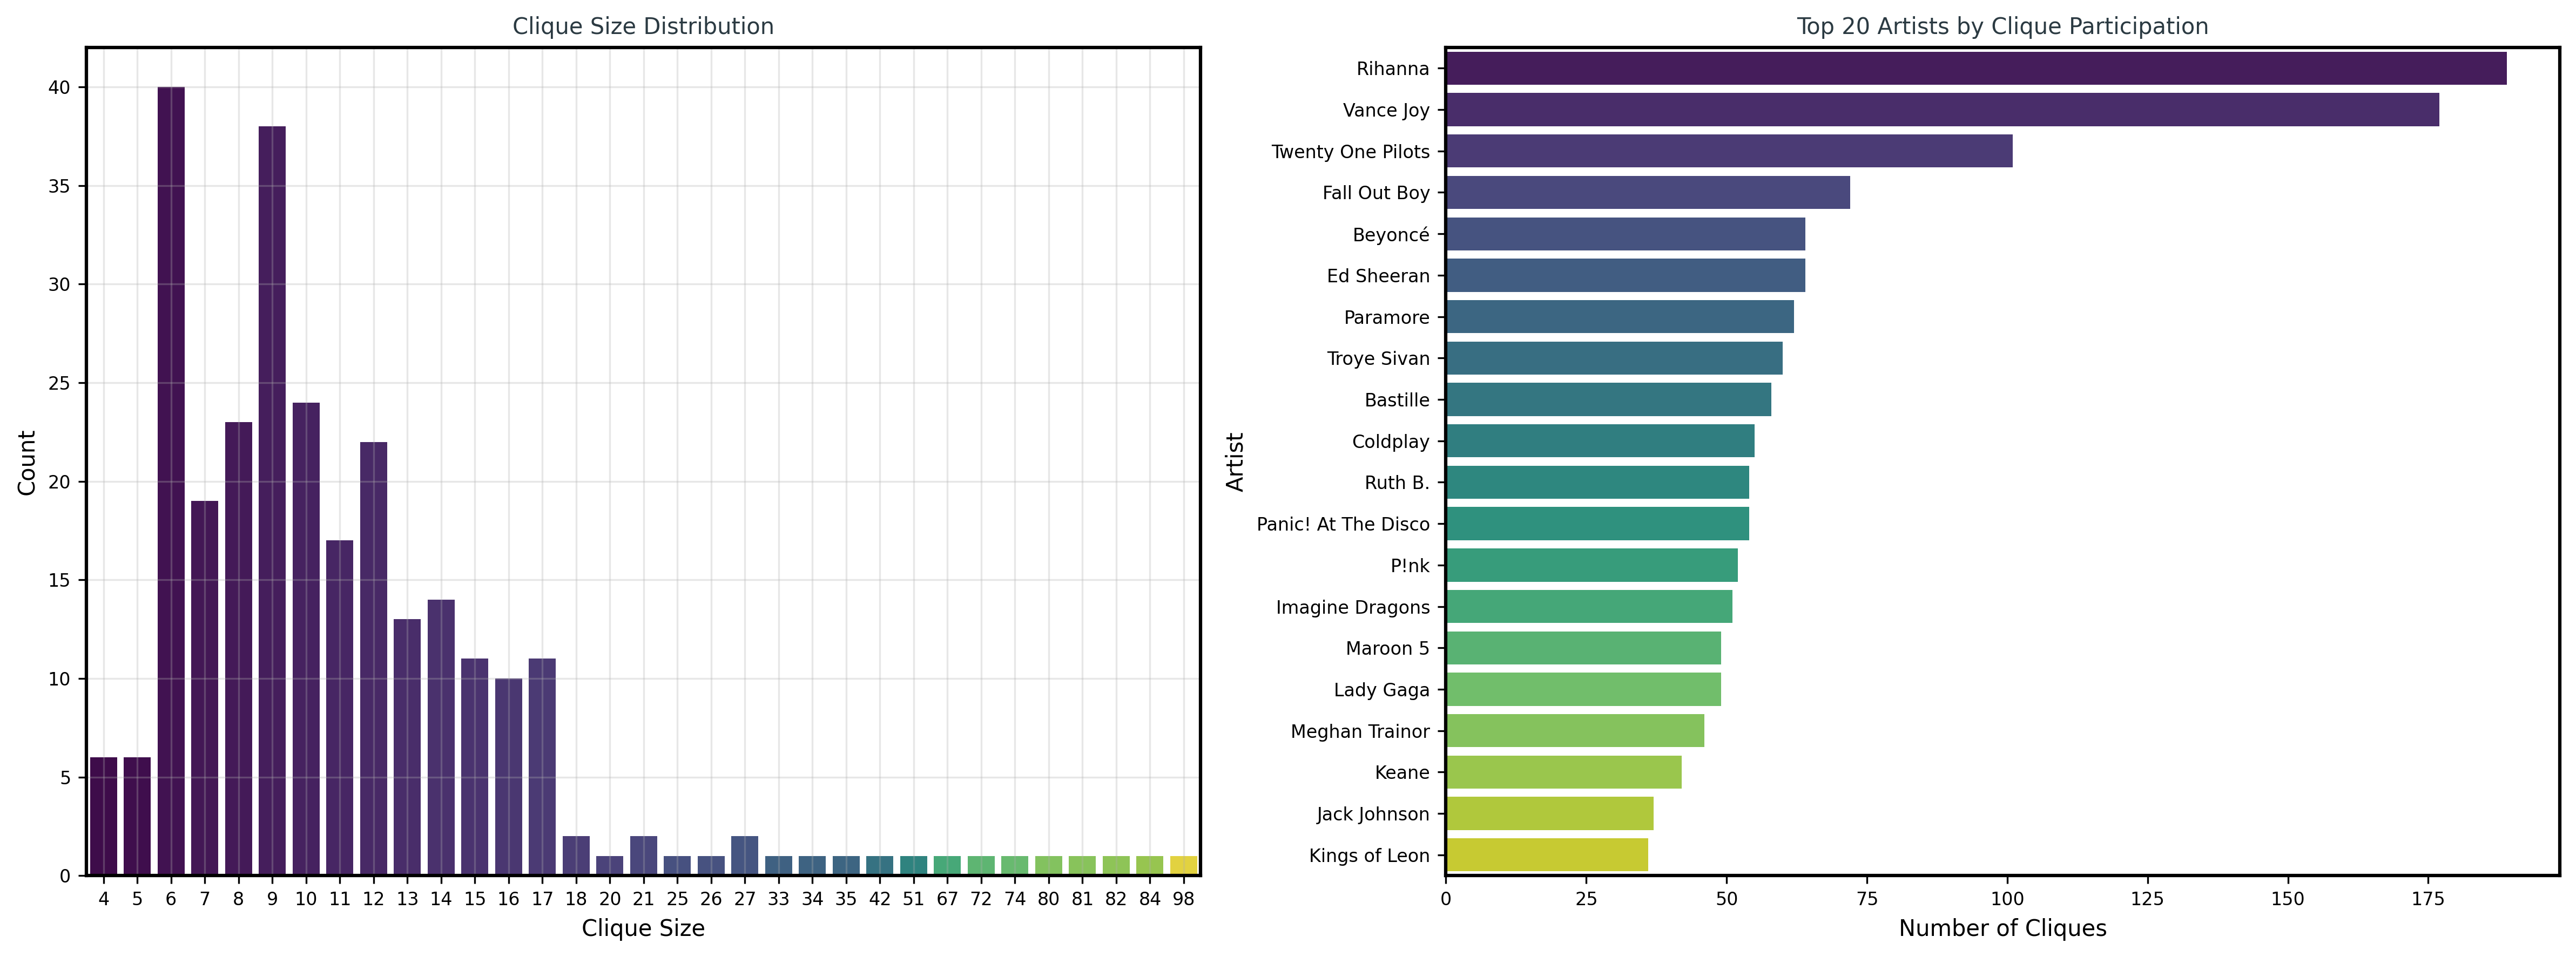 Clique Size Distribution
Count
40
35
30
25
20
15
10
5
0
4 5 6 7 8 9 10 11 12 13 14 15 16 17 18 20 21 25 26 27 33 34 35 42 51 67 72 74 80 81 82 84 98
Clique Size
Top 20 Artists by Clique Participation
Artist
Rihanna
Vance Joy
Twenty One Pilots
Fall Out Boy
Beyoncé
Ed Sheeran
Paramore
Troye Sivan
Bastille
Coldplay
Ruth B.
Panic! At The Disco
P!nk
Imagine Dragons
Maroon 5
Lady Gaga
Meghan Trainor
Keane
Jack Johnson
Kings of Leon
0 25 50 75 100 125 150 175
Number of Cliques